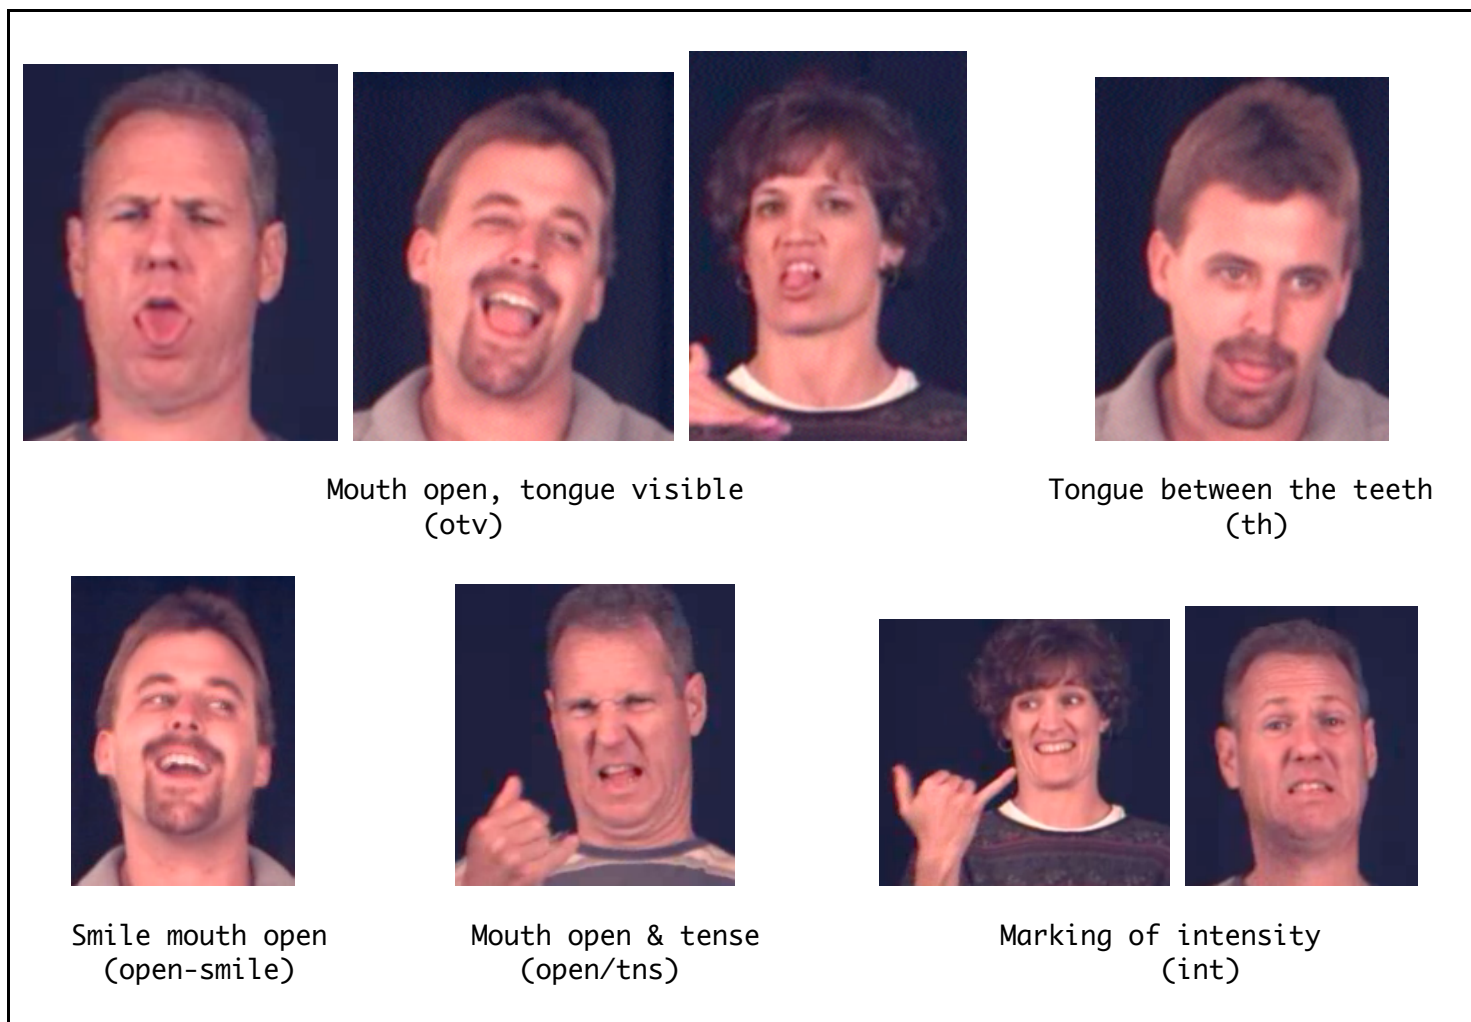 Mouth open, tongue visible
(otv)
Tongue between the teeth
(th)
Smile mouth open
(open-smile)
Mouth open & tense
(open/tns)
Marking of intensity
(int)